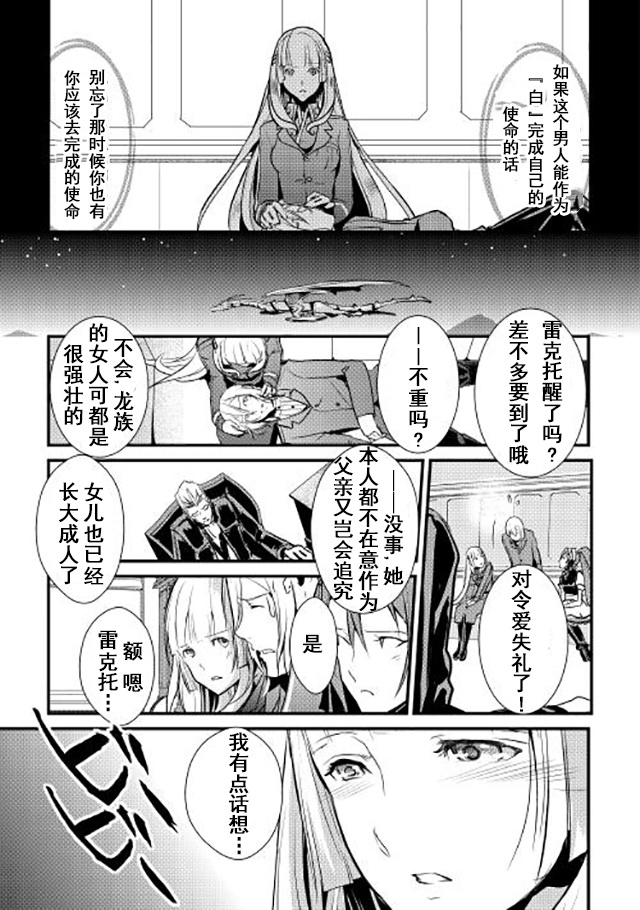 如果这个男人能作为
『白』完成自己的
使命的话
别忘了那时候你也有
你应该去完成的使命
雷克托醒了吗？
差不多要到了哦
——不重吗？
不会,龙族
的女人可都是
很强壮的
对令爱失礼了！
——没事,她
本人都不在意作为
父亲又岂会追究
女儿也已经
长大成人了
是
额 嗯
雷克托…
我有点话想…
ドドドド